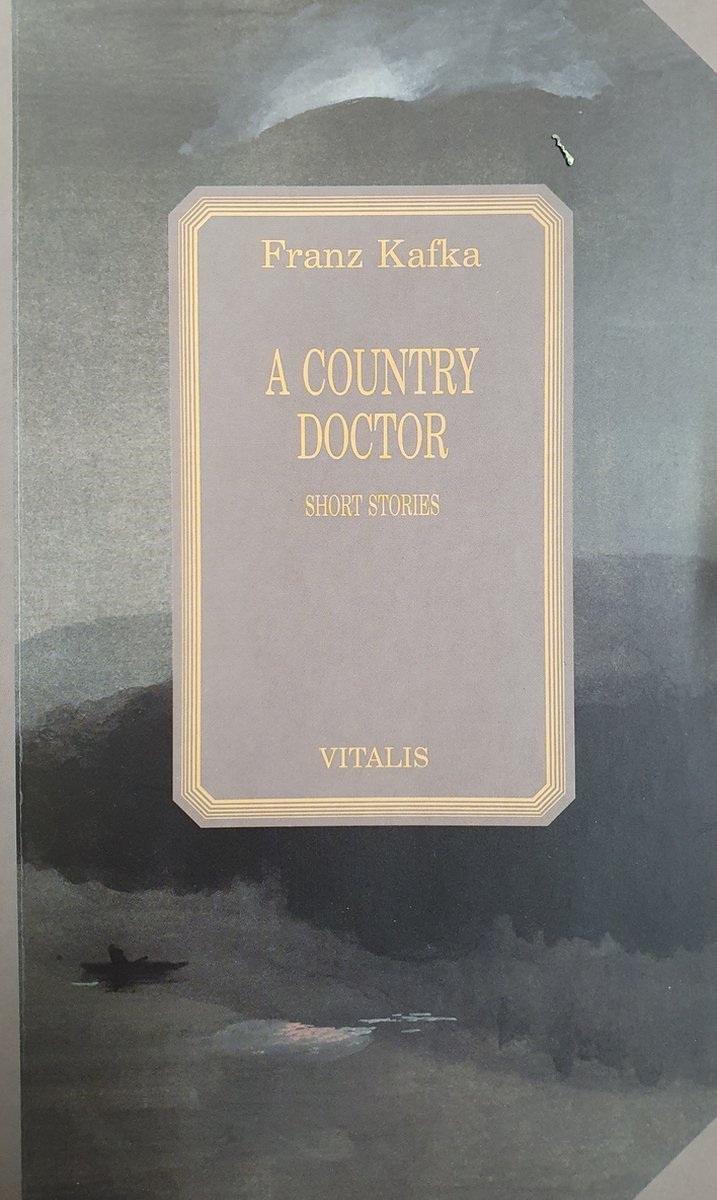 Franz Kafka
A COUNTRY
DOCTOR
SHORT STORIES
VITALIS